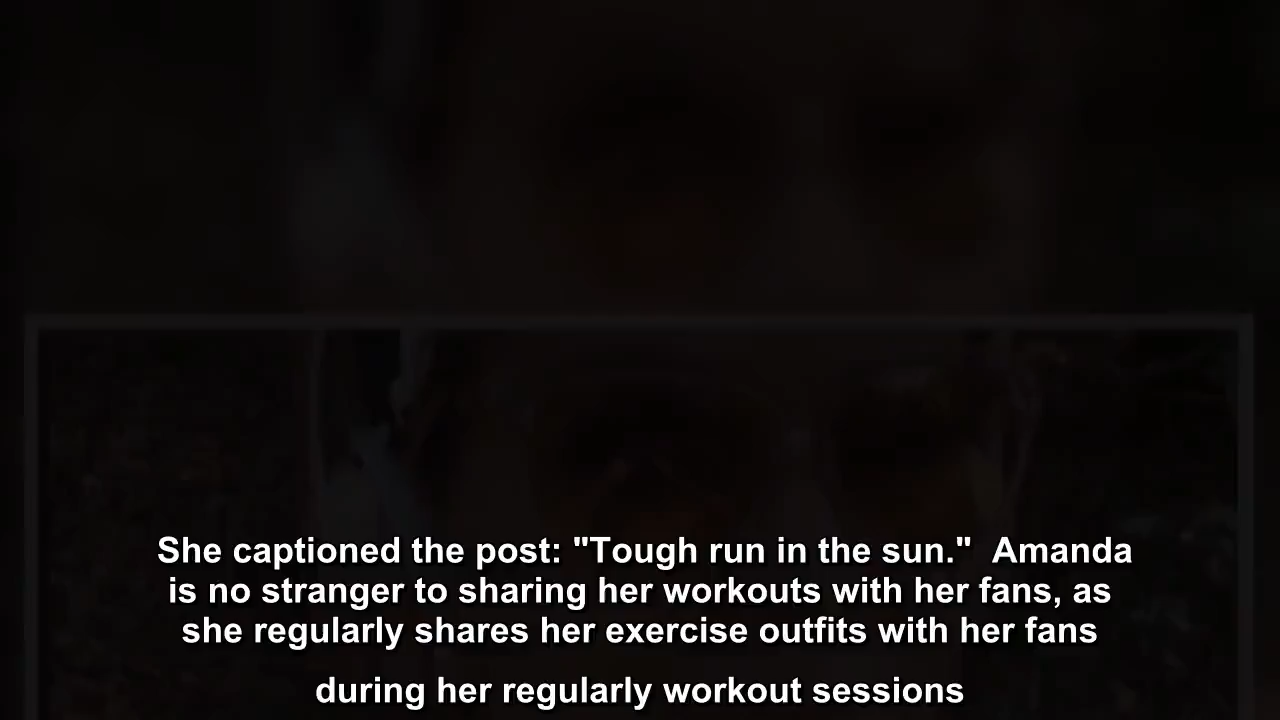 She captioned the post: "Tough run in the sun."  Amanda
is no stranger to sharing her workouts with her fans, as
she regularly shares her exercise outfits with her fans
during her regularly workout sessions